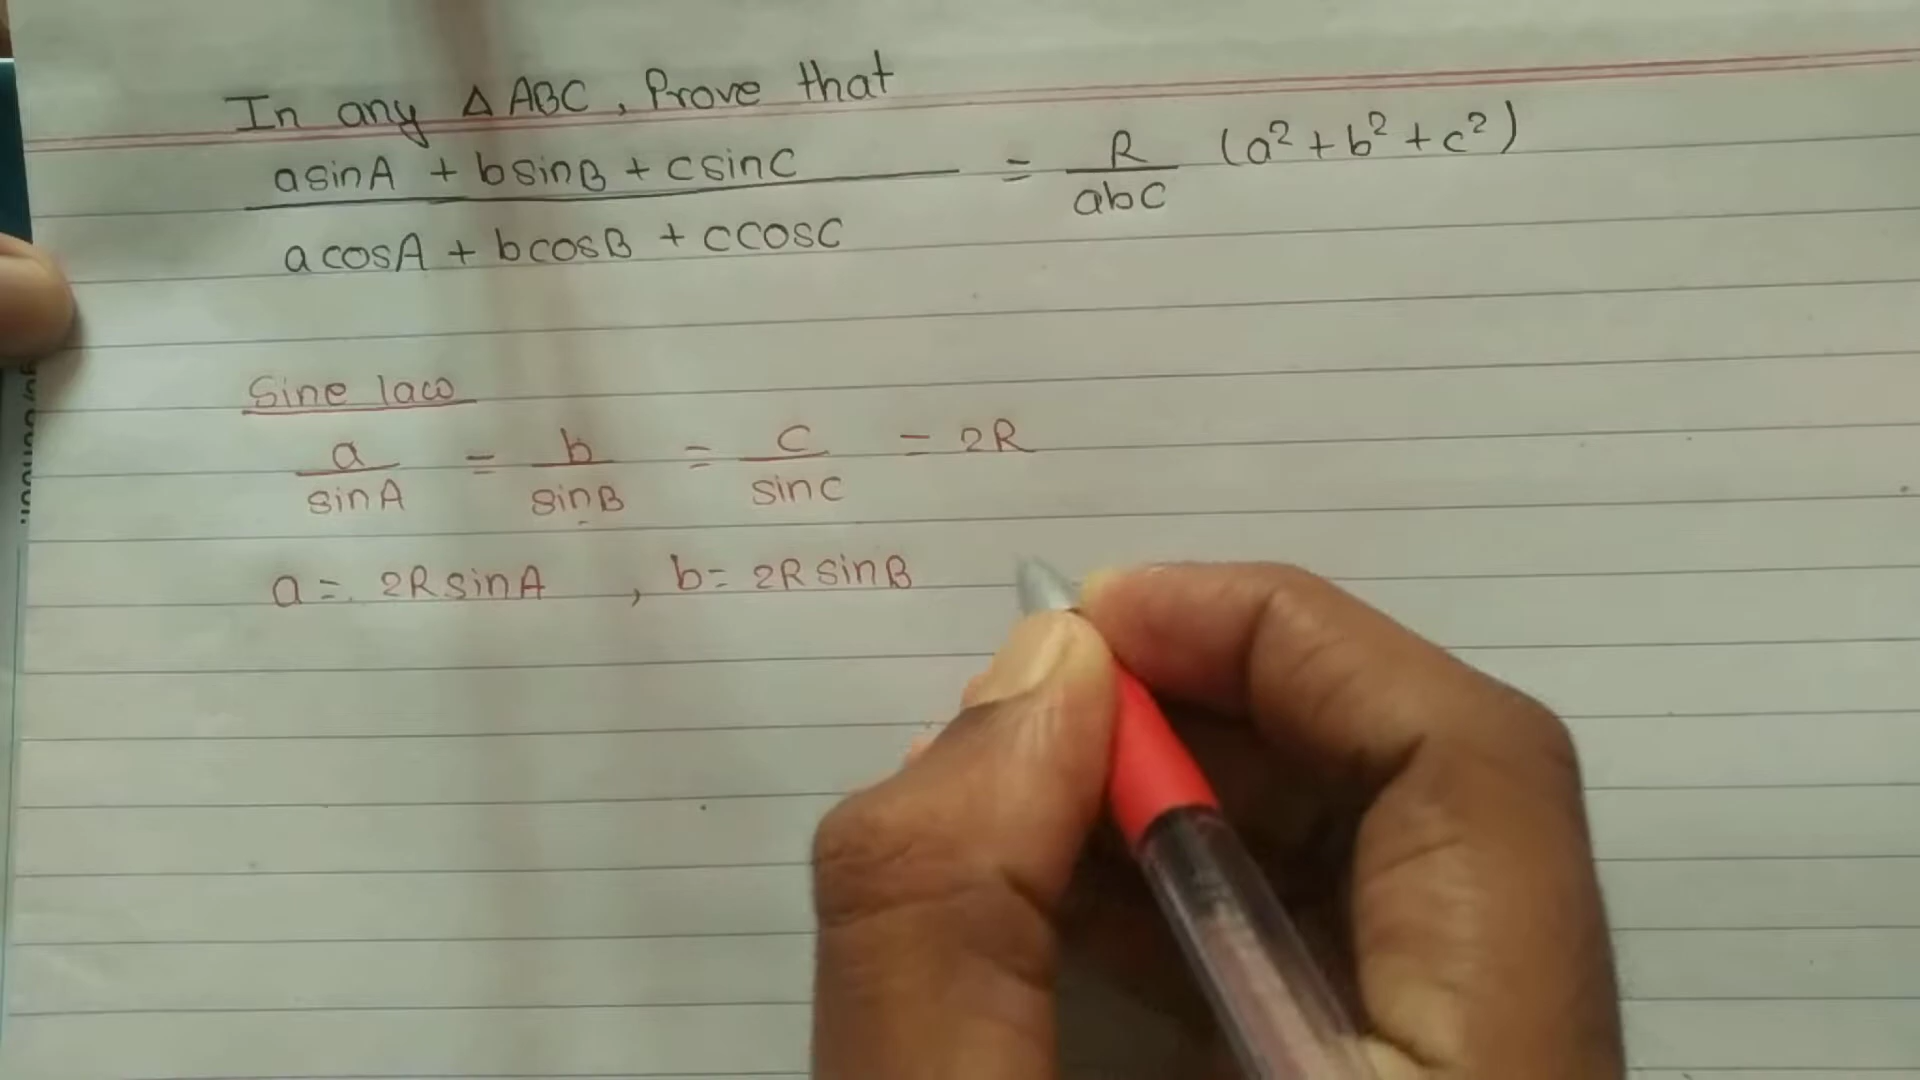 In any △ABC, Prove that
asinA + bsinB + csinC / acosA + bcosB + ccosC = R / abC (a² + b² + c²)
Sine law
a / sinA = b / sinB = C / sinC = 2R
a = 2RsinA , b = 2RsinB